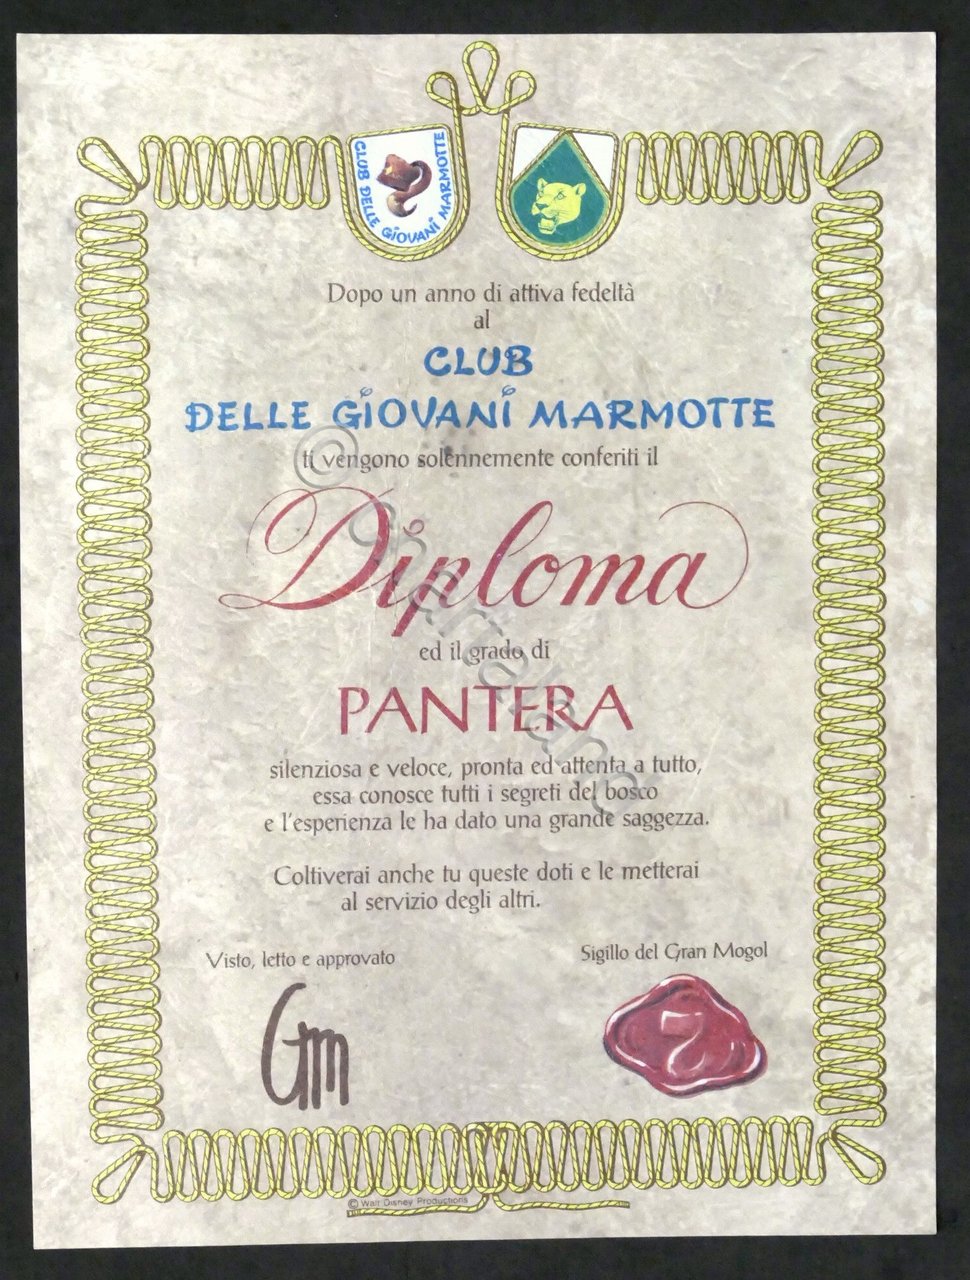 CLUB DELLE GIOVANI MARMOTTE
Dopo un anno di attiva fedeltà
al
CLUB
DELLE GIOVANI MARMOTTE
ti vengono solennemente conferiti il
Diploma
ed il grado di
PANTERA
silenziosa e veloce, pronta ed attenta a tutto,
essa conosce tutti i segreti del bosco
e l'esperienza le ha dato una grande saggezza.
Coltiverai anche tu queste doti e le metterai
al servizio degli altri.
Visto, letto e approvato
Sigillo del Gran Mogol
Gm
© Walt Disney Productions